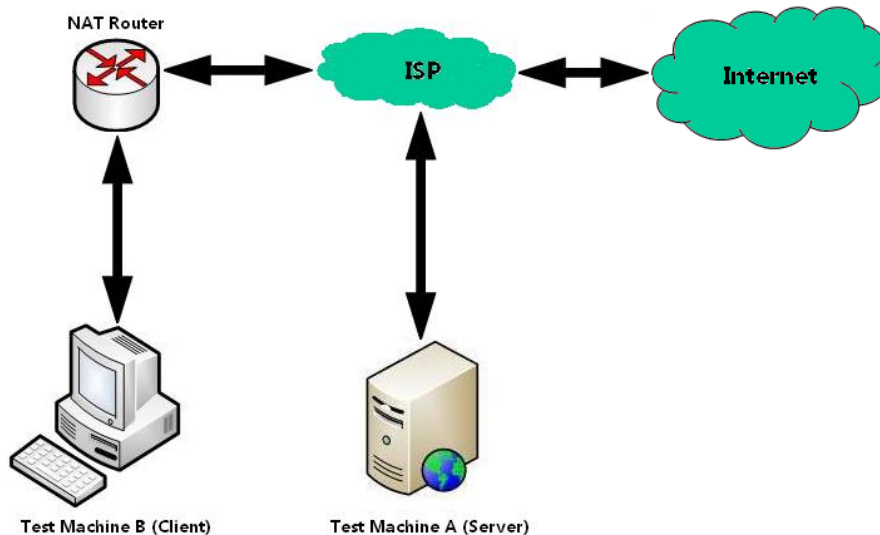 NAT Router
ISP
Internet
Test Machine B (Client)
Test Machine A (Server)